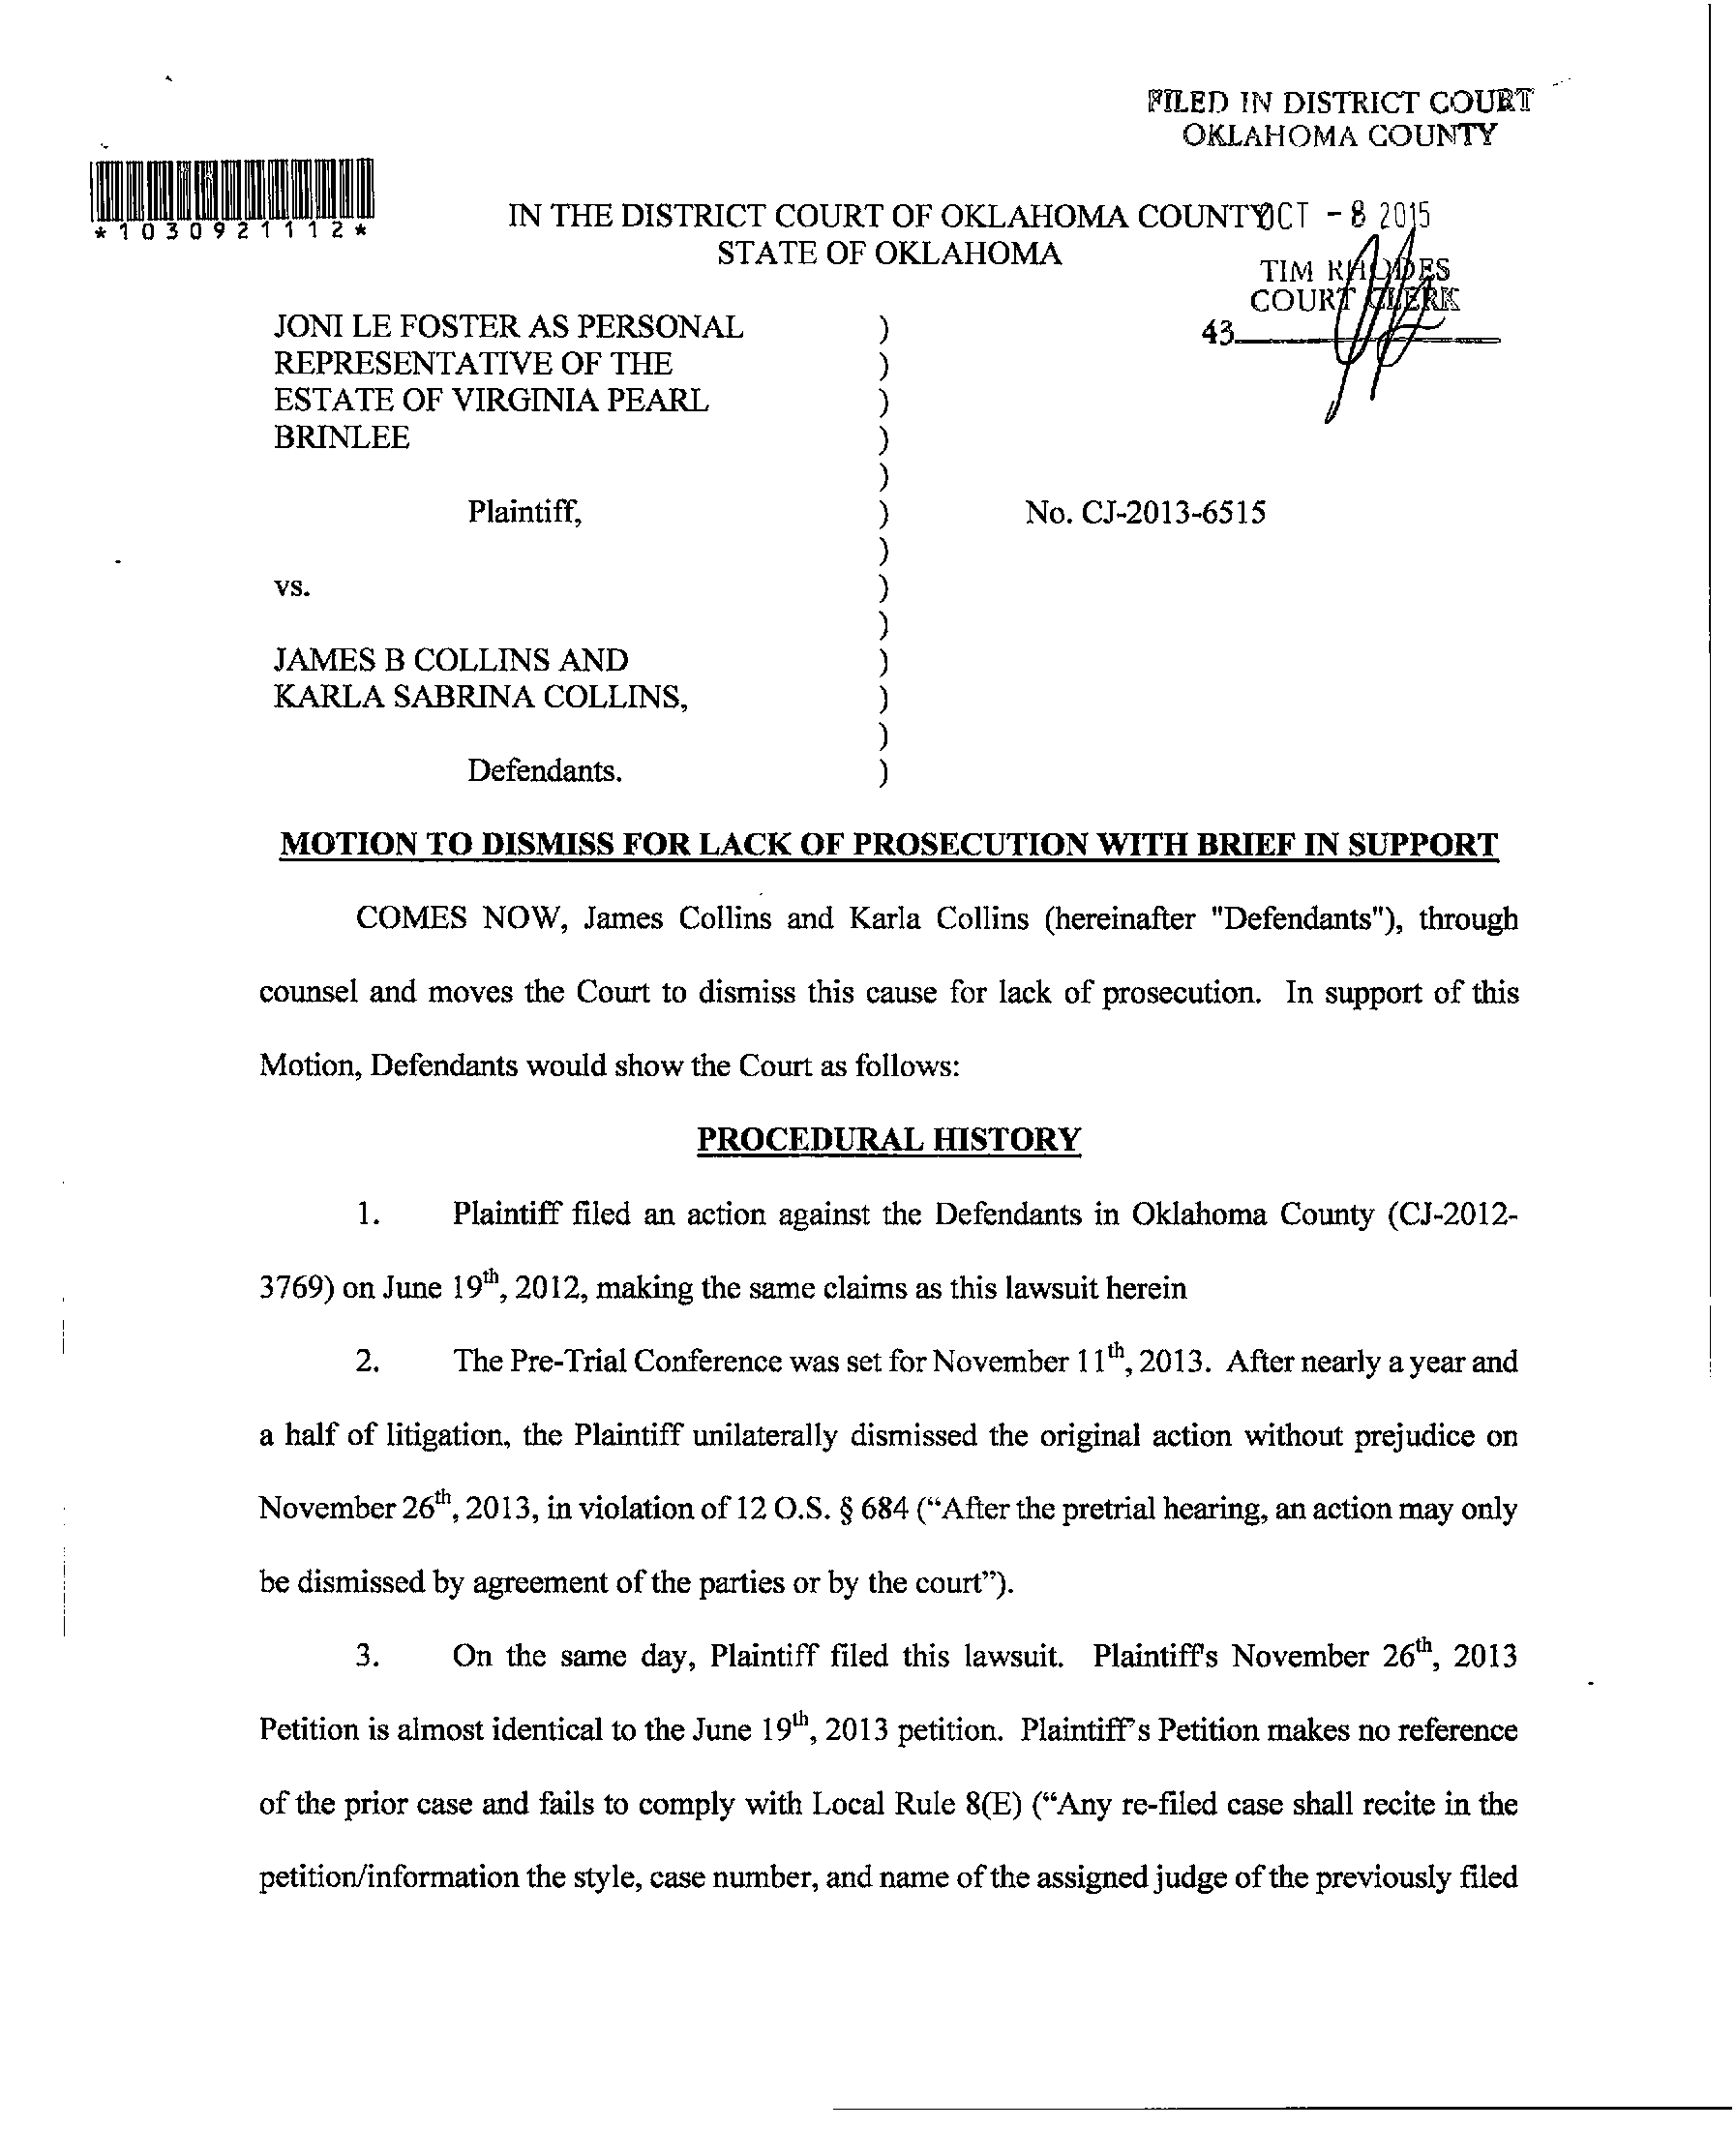 FILED IN DISTRICT COURT
OKLAHOMA COUNTY
*1030921112*
IN THE DISTRICT COURT OF OKLAHOMA COUNTY OCT - 8 2015
STATE OF OKLAHOMA
TIM RHODES
COURT CLERK
43
JONI LE FOSTER AS PERSONAL )
REPRESENTATIVE OF THE )
ESTATE OF VIRGINIA PEARL )
BRINLEE )
)
Plaintiff, ) No. CJ-2013-6515
)
vs. )
)
JAMES B COLLINS AND )
KARLA SABRINA COLLINS, )
)
Defendants. )
MOTION TO DISMISS FOR LACK OF PROSECUTION WITH BRIEF IN SUPPORT
COMES NOW, James Collins and Karla Collins (hereinafter "Defendants"), through
counsel and moves the Court to dismiss this cause for lack of prosecution. In support of this
Motion, Defendants would show the Court as follows:
PROCEDURAL HISTORY
1. Plaintiff filed an action against the Defendants in Oklahoma County (CJ-2012-
3769) on June 19th, 2012, making the same claims as this lawsuit herein
2. The Pre-Trial Conference was set for November 11th, 2013. After nearly a year and
a half of litigation, the Plaintiff unilaterally dismissed the original action without prejudice on
November 26th, 2013, in violation of 12 O.S. § 684 (“After the pretrial hearing, an action may only
be dismissed by agreement of the parties or by the court”).
3. On the same day, Plaintiff filed this lawsuit. Plaintiff's November 26th, 2013
Petition is almost identical to the June 19th, 2013 petition. Plaintiff’s Petition makes no reference
of the prior case and fails to comply with Local Rule 8(E) (“Any re-filed case shall recite in the
petition/information the style, case number, and name of the assigned judge of the previously filed